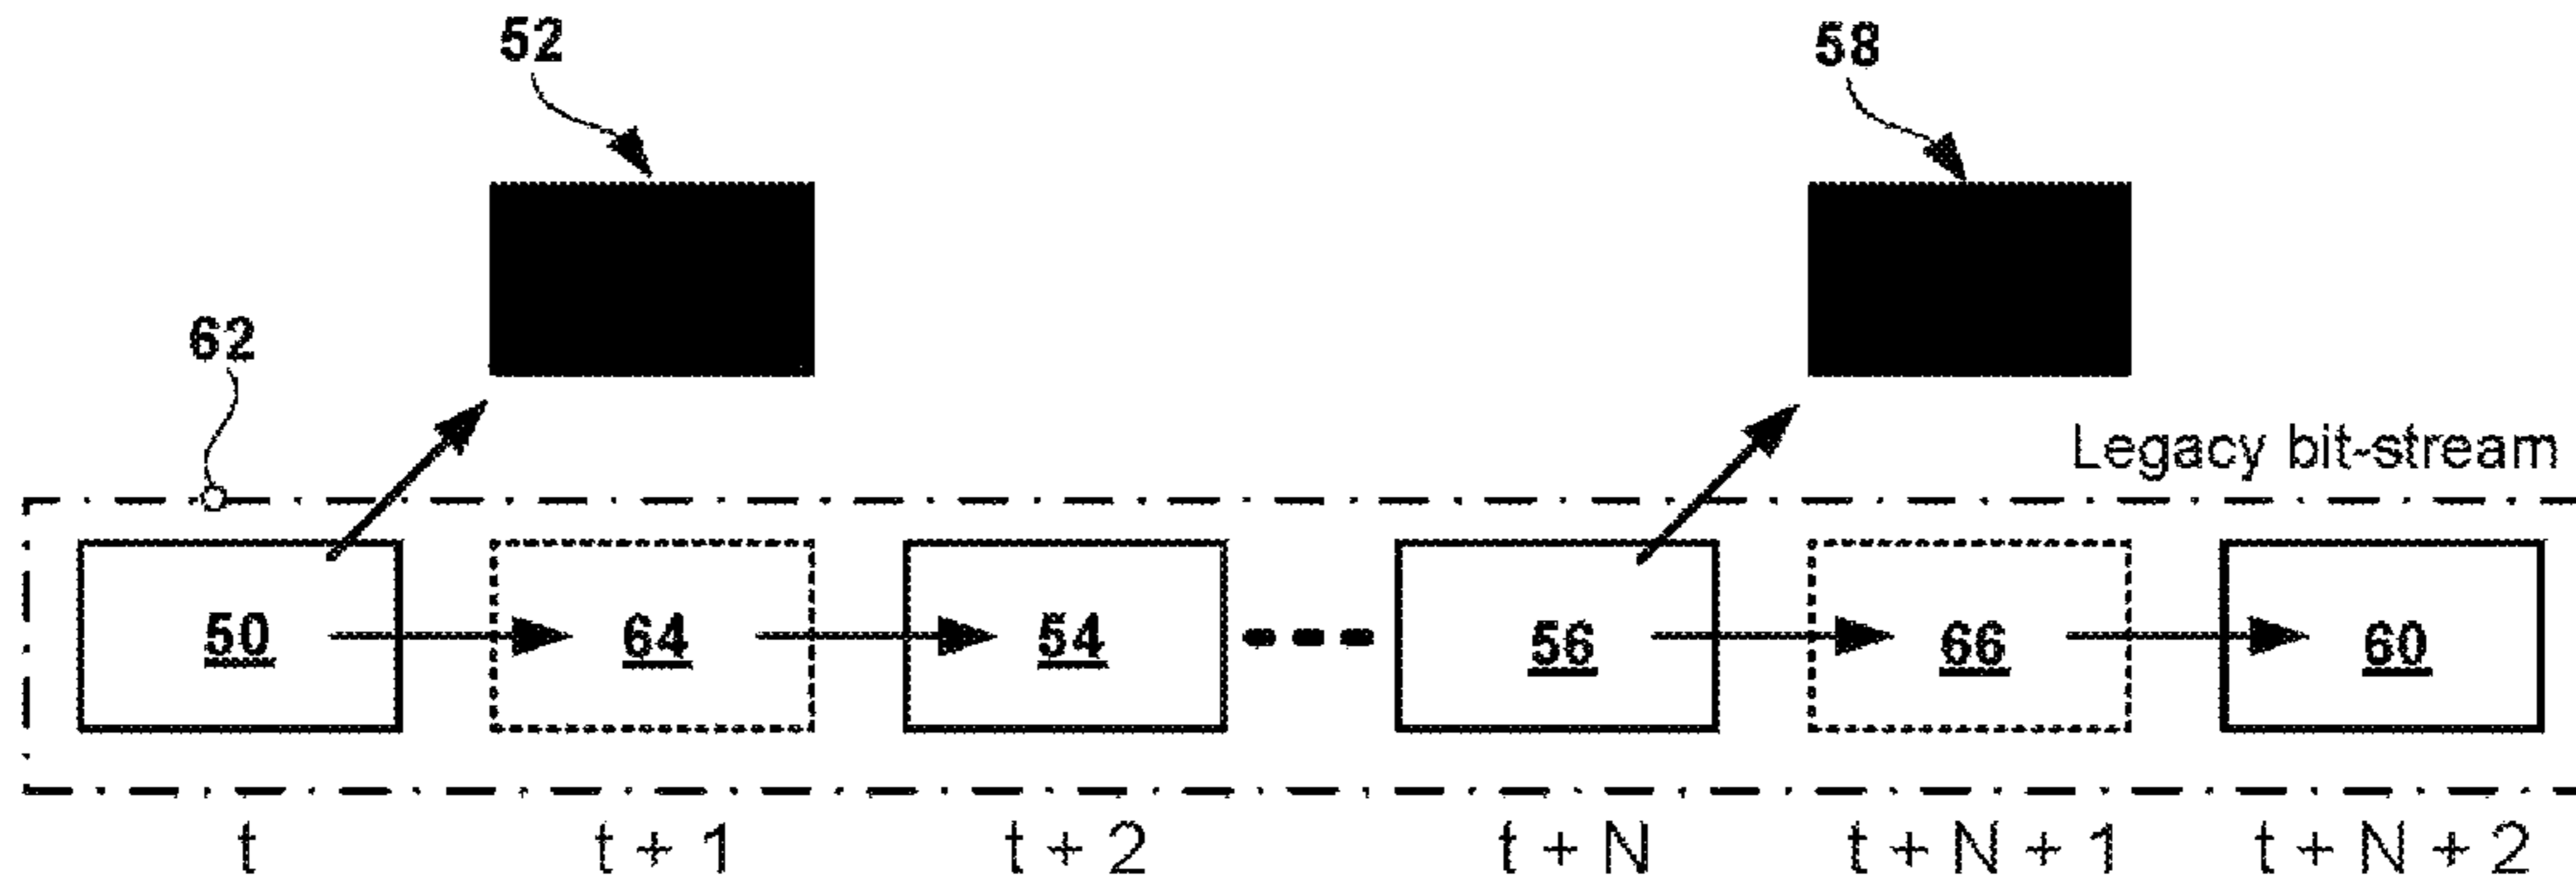 52 58
62
Legacy bit-stream
50 64 54 56 66 60
t t + 1 t + 2 t + N t + N + 1 t + N + 2